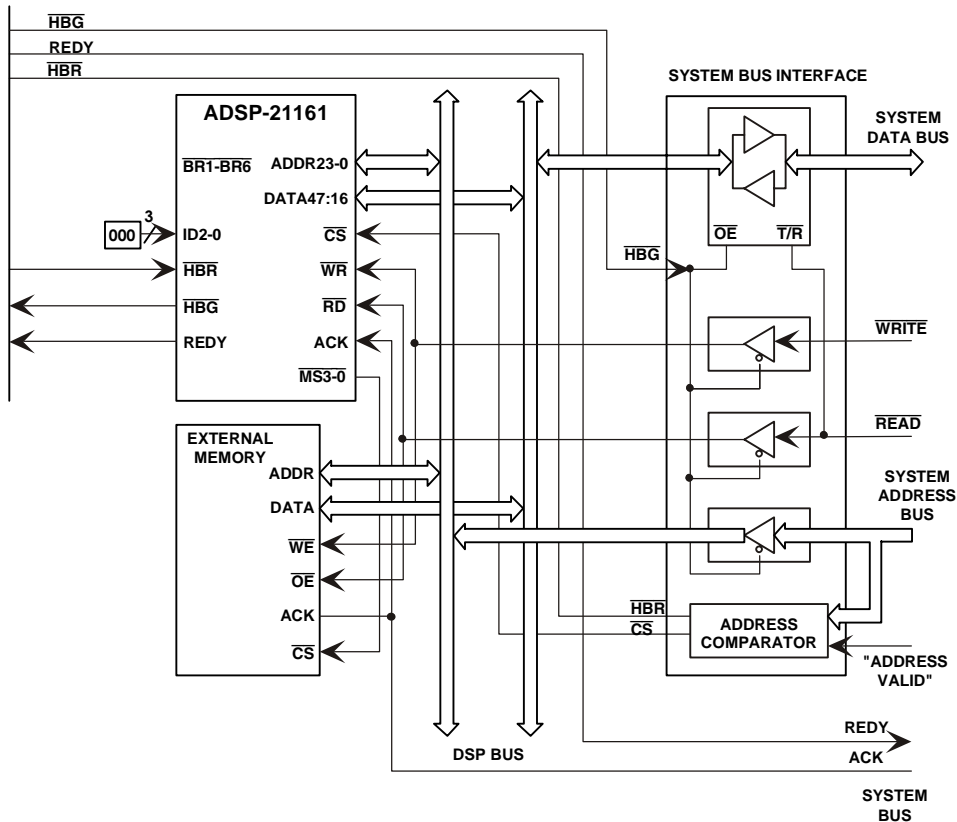 HBG
REDY
HBR
SYSTEM BUS INTERFACE
ADSP-21161
BR1-BR6 ADDR23-0
DATA47:16
3
000
ID2-0
CS
HBR
WR
HBG
RD
REDY
ACK
MS3-0
SYSTEM
DATA BUS
OE T/R
HBG
WRITE
READ
EXTERNAL
MEMORY
ADDR
DATA
WE
OE
ACK
CS
SYSTEM
ADDRESS
BUS
HBR
CS
ADDRESS
COMPARATOR
"ADDRESS
VALID"
DSP BUS
REDY
ACK
SYSTEM
BUS